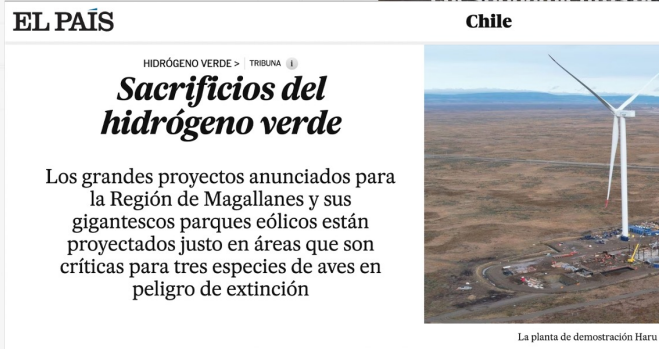 EL PAÍS
Chile
HIDRÓGENO VERDE > TRIBUNA i
Sacrificios del
hidrógeno verde
Los grandes proyectos anunciados para
la Región de Magallanes y sus
gigantescos parques eólicos están
proyectados justo en áreas que son
críticas para tres especies de aves en
peligro de extinción
La planta de demostración Haru